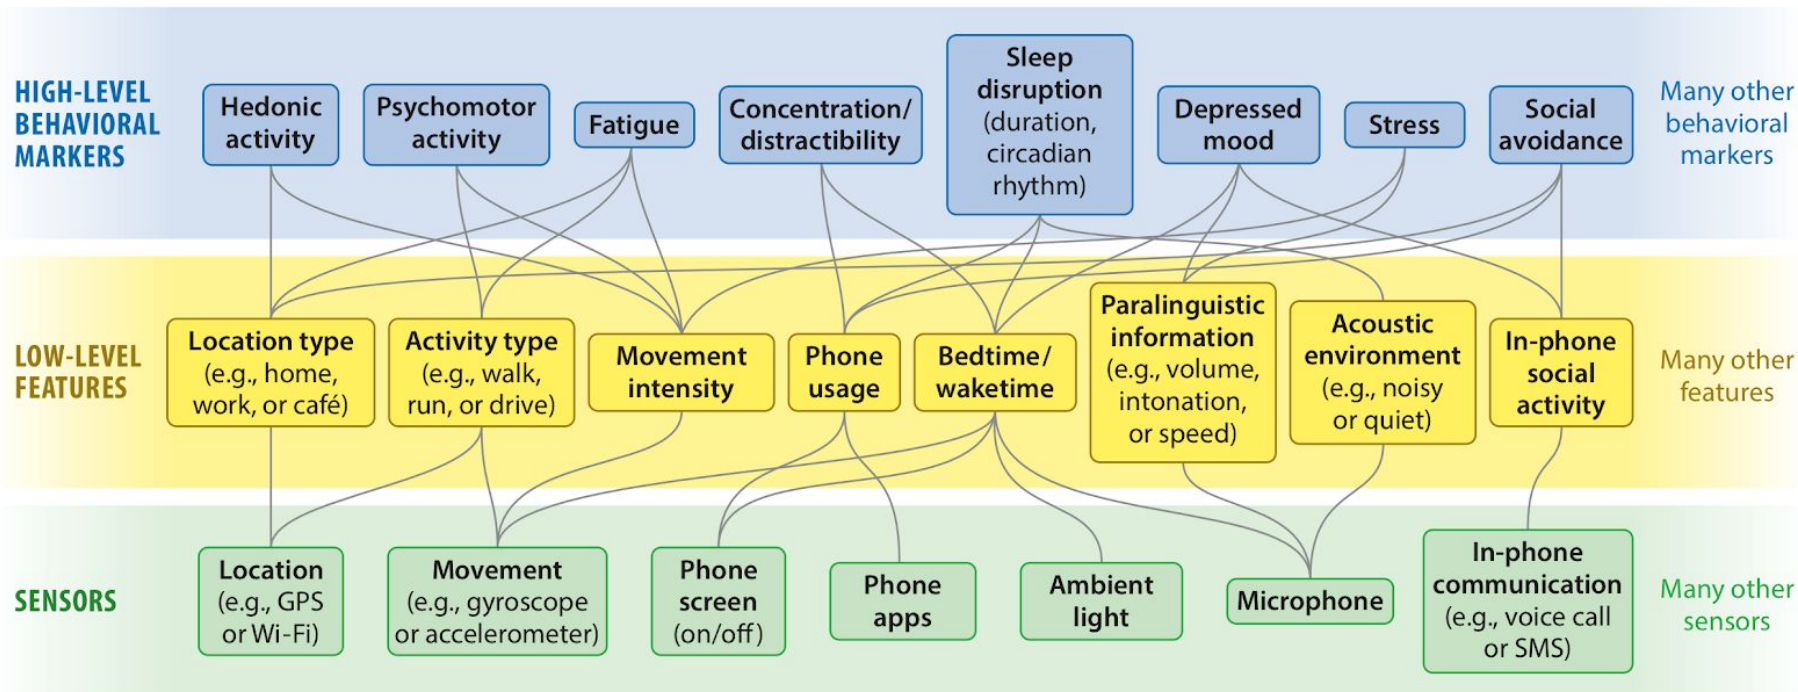 HIGH-LEVEL
BEHAVIORAL
MARKERS
Hedonic
activity
Psychomotor
activity
Fatigue
Concentration/
distractibility
Sleep
disruption
(duration,
circadian
rhythm)
Depressed
mood
Stress
Social
avoidance
Many other
behavioral
markers
LOW-LEVEL
FEATURES
Location type
(e.g., home,
work, or café)
Activity type
(e.g., walk,
run, or drive)
Movement
intensity
Phone
usage
Bedtime/
waketime
Paralinguistic
information
(e.g., volume,
intonation,
or speed)
Acoustic
environment
(e.g., noisy
or quiet)
In-phone
social
activity
Many other
features
SENSORS
Location
(e.g., GPS
or Wi-Fi)
Movement
(e.g., gyroscope
or accelerometer)
Phone
screen
(on/off)
Phone
apps
Ambient
light
Microphone
In-phone
communication
(e.g., voice call
or SMS)
Many other
sensors